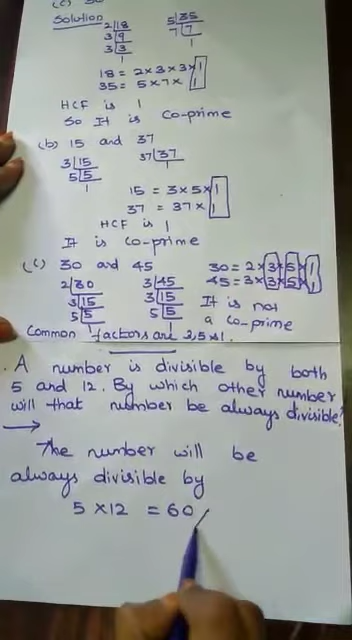 Solution
2|18
3|9
3|3
1
5|35
7|7
1
18 = 2×3×3×1
35 = 5×7×1
HCF is 1
So It is co-prime
(b) 15 and 37
3|15
5|5
1
37|37
1
15 = 3×5×1
37 = 37×1
HCF is 1
It is co-prime
(c) 30 and 45
2|30
3|15
5|5
1
3|45
3|15
5|5
1
30 = 2×3×5×1
45 = 3×3×5×1
It is not
a co-prime
Common factors are 2,5×1.
A number is divisible by both
5 and 12. By which other number
will that number be always divisible?
→
The number will be
always divisible by
5 × 12 = 60